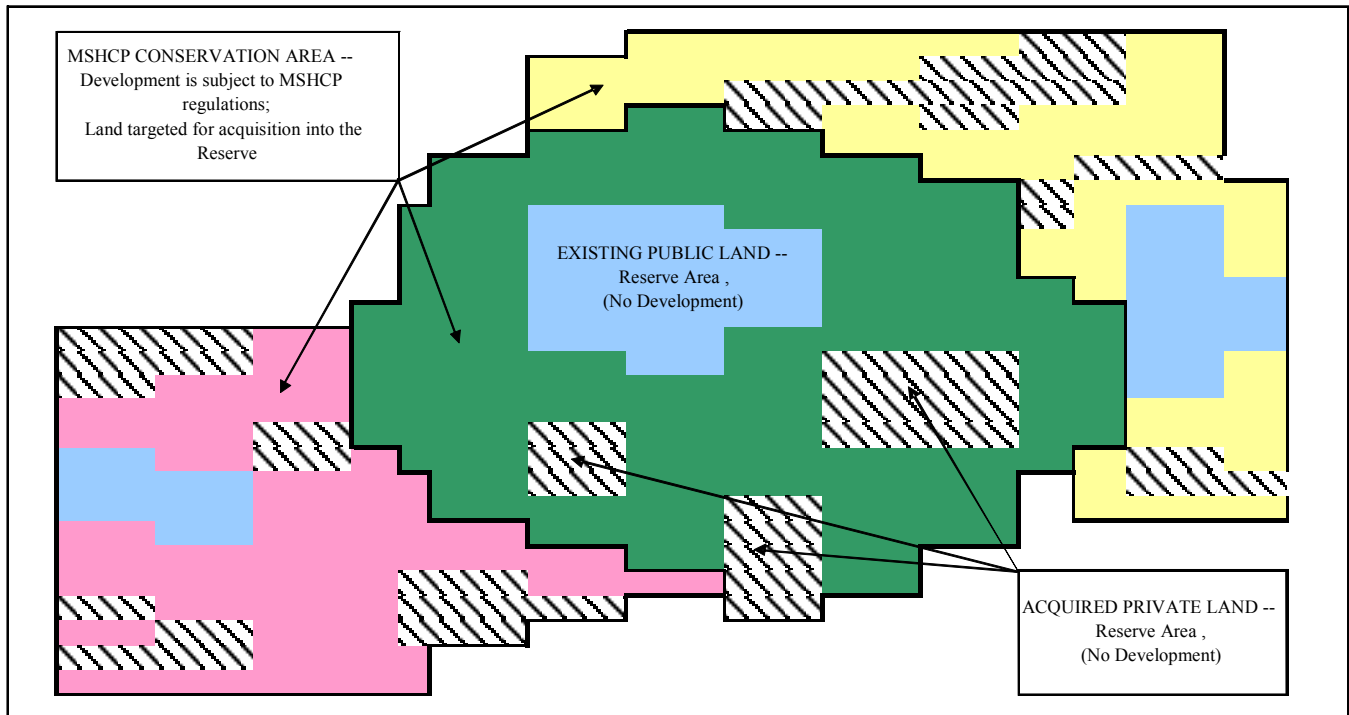 MSHCP CONSERVATION AREA --
Development is subject to MSHCP
regulations;
Land targeted for acquisition into the
Reserve
EXISTING PUBLIC LAND --
Reserve Area ,
(No Development)
ACQUIRED PRIVATE LAND --
Reserve Area ,
(No Development)